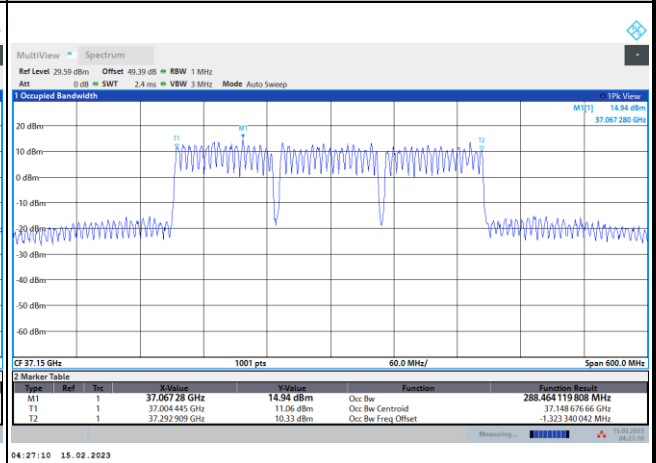 MultiView Spectrum
Ref Level 29.59 dBm Offset 49.39 dB RBW 1 MHz
Att 0 dB SWT 2.4 ms VBW 3 MHz Mode Auto Sweep
1 Occupied Bandwidth 1Pk View
M1[1] 14.94 dBm
37.067 280 GHz
20 dBm
T1 M1 T2
10 dBm
0 dBm
-10 dBm
-20 dBm
-30 dBm
-40 dBm
-50 dBm
-60 dBm
CF 37.15 GHz 1001 pts 60.0 MHz/ Span 600.0 MHz
2 Marker Table
Type Ref Trc X-Value Y-Value Function Function Result
M1 1 37.067 28 GHz 14.94 dBm Occ Bw 288.464 119 808 MHz
T1 1 37.004 445 GHz 11.06 dBm Occ Bw Centroid 37.148 676 66 GHz
T2 1 37.292 909 GHz 10.33 dBm Occ Bw Freq Offset -1.323 340 042 MHz
Measuring... 15.02.2023
04:27:10
04:27:10 15.02.2023